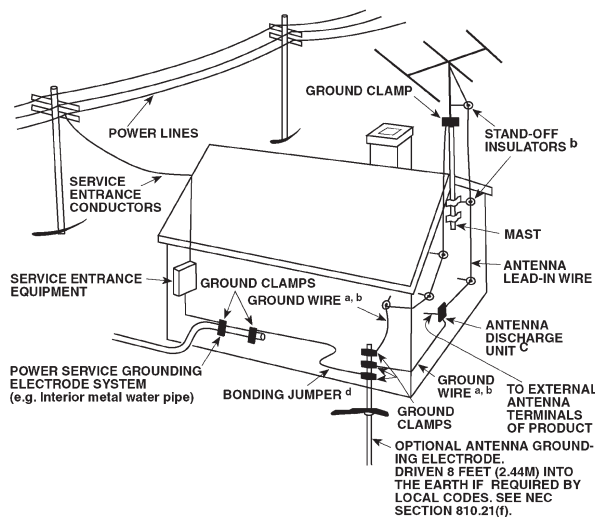 GROUND CLAMP
POWER LINES
STAND-OFF
INSULATORS b
SERVICE
ENTRANCE
CONDUCTORS
MAST
ANTENNA
LEAD-IN WIRE
SERVICE ENTRANCE
EQUIPMENT
GROUND CLAMPS
GROUND WIRE a, b
ANTENNA
DISCHARGE
UNIT C
POWER SERVICE GROUNDING
ELECTRODE SYSTEM
(e.g. Interior metal water pipe)
BONDING JUMPER d
GROUND
WIRE a, b
GROUND
CLAMPS
TO EXTERNAL
ANTENNA
TERMINALS
OF PRODUCT
OPTIONAL ANTENNA GROUND-
ING ELECTRODE.
DRIVEN 8 FEET (2.44M) INTO
THE EARTH IF REQUIRED BY
LOCAL CODES. SEE NEC
SECTION 810.21(f).